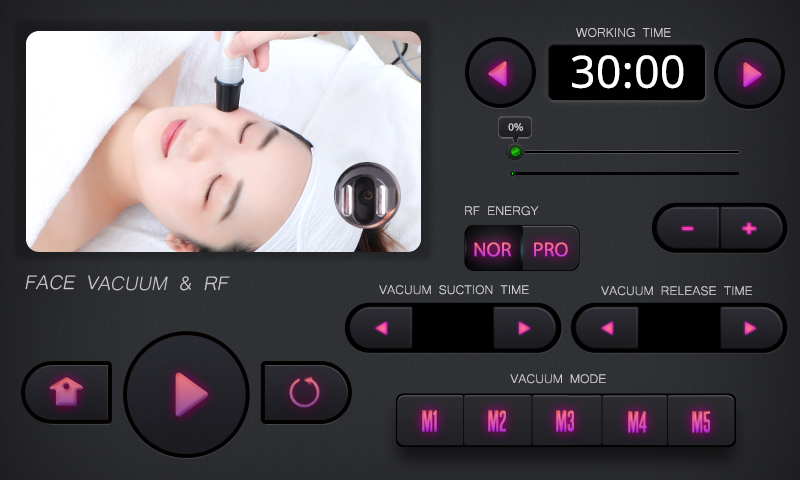 WORKING TIME
30:00
0%
RF ENERGY
NOR PRO
FACE VACUUM & RF
VACUUM SUCTION TIME
VACUUM RELEASE TIME
VACUUM MODE
M1 M2 M3 M4 M5